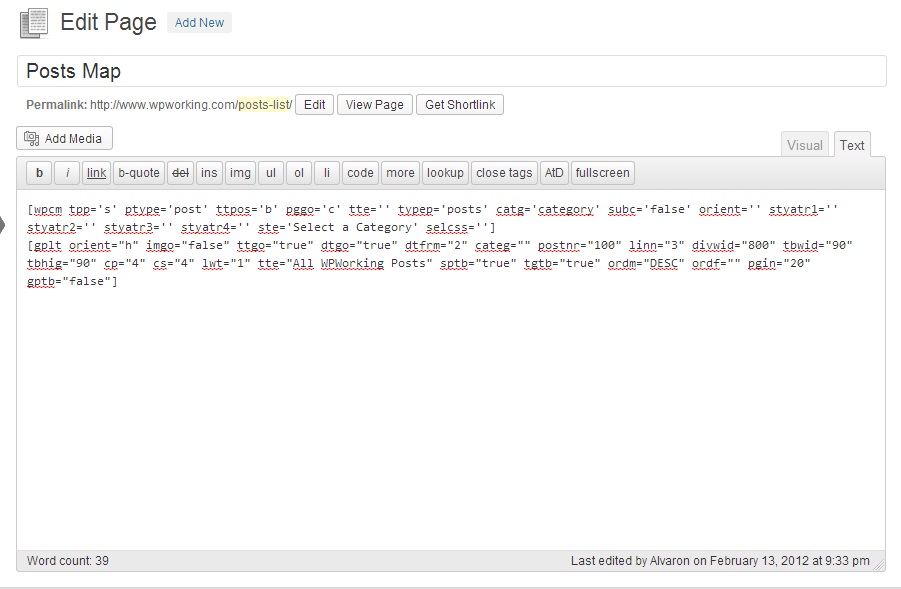 Edit Page Add New
Posts Map
Permalink: http://www.wpworking.com/posts-list/ Edit View Page Get Shortlink
Add Media Visual Text
b i link b-quote del ins img ul ol li code more lookup close tags AtD fullscreen
[wpcm tpp='s' ptype='post' ttpos='b' pggo='c' tte='' typep='posts' catg='category' subc='false' orient='' styatr1=''
styatr2='' styatr3='' styatr4='' ste='Select a Category' selcss='']
[gplt orient="h" imgo="false" ttgo="true" dtgo="true" dtfrm="2" categ="" postnr="100" linn="3" divwid="800" tbwid="90"
tbhig="90" cp="4" cs="4" lwt="1" tte="All WPWorking Posts" sptb="true" tgtb="true" ordm="DESC" ordf="" pgin="20"
gptb="false"]
Word count: 39 Last edited by Alvaron on February 13, 2012 at 9:33 pm